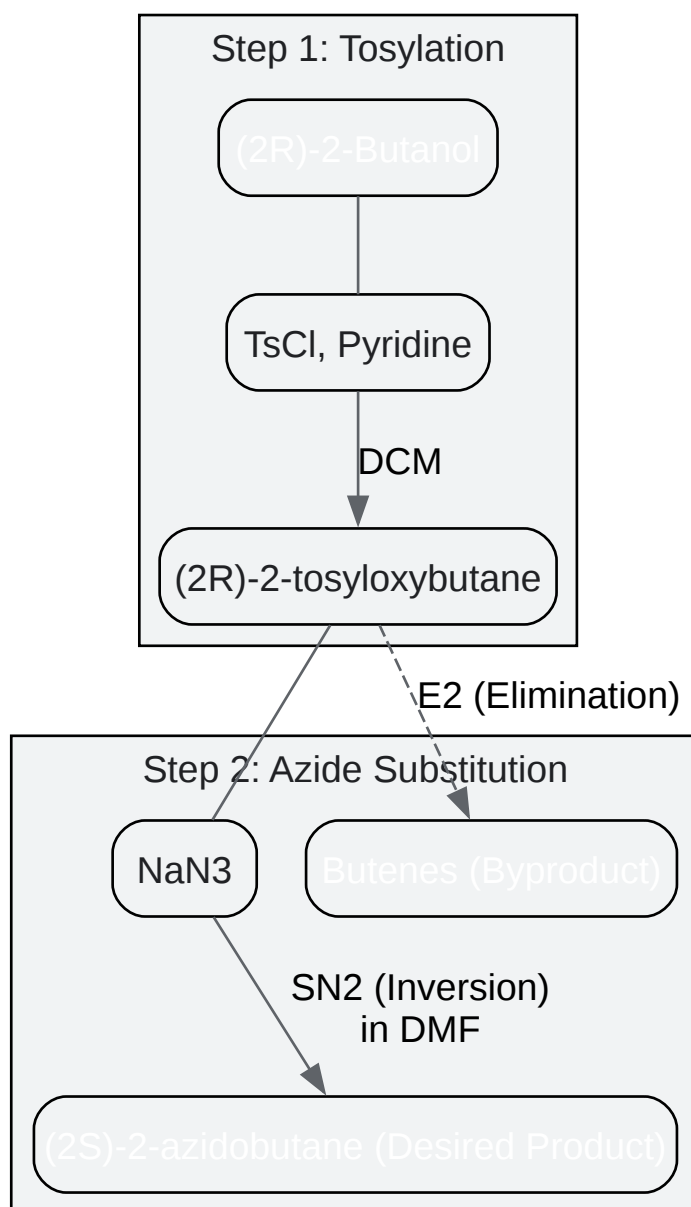 Step 1: Tosylation
(2R)-2-Butanol
TsCl, Pyridine
DCM
(2R)-2-tosyloxybutane
E2 (Elimination)
Step 2: Azide Substitution
NaN3
Butenes (Byproduct)
SN2 (Inversion)
in DMF
(2S)-2-azidobutane (Desired Product)